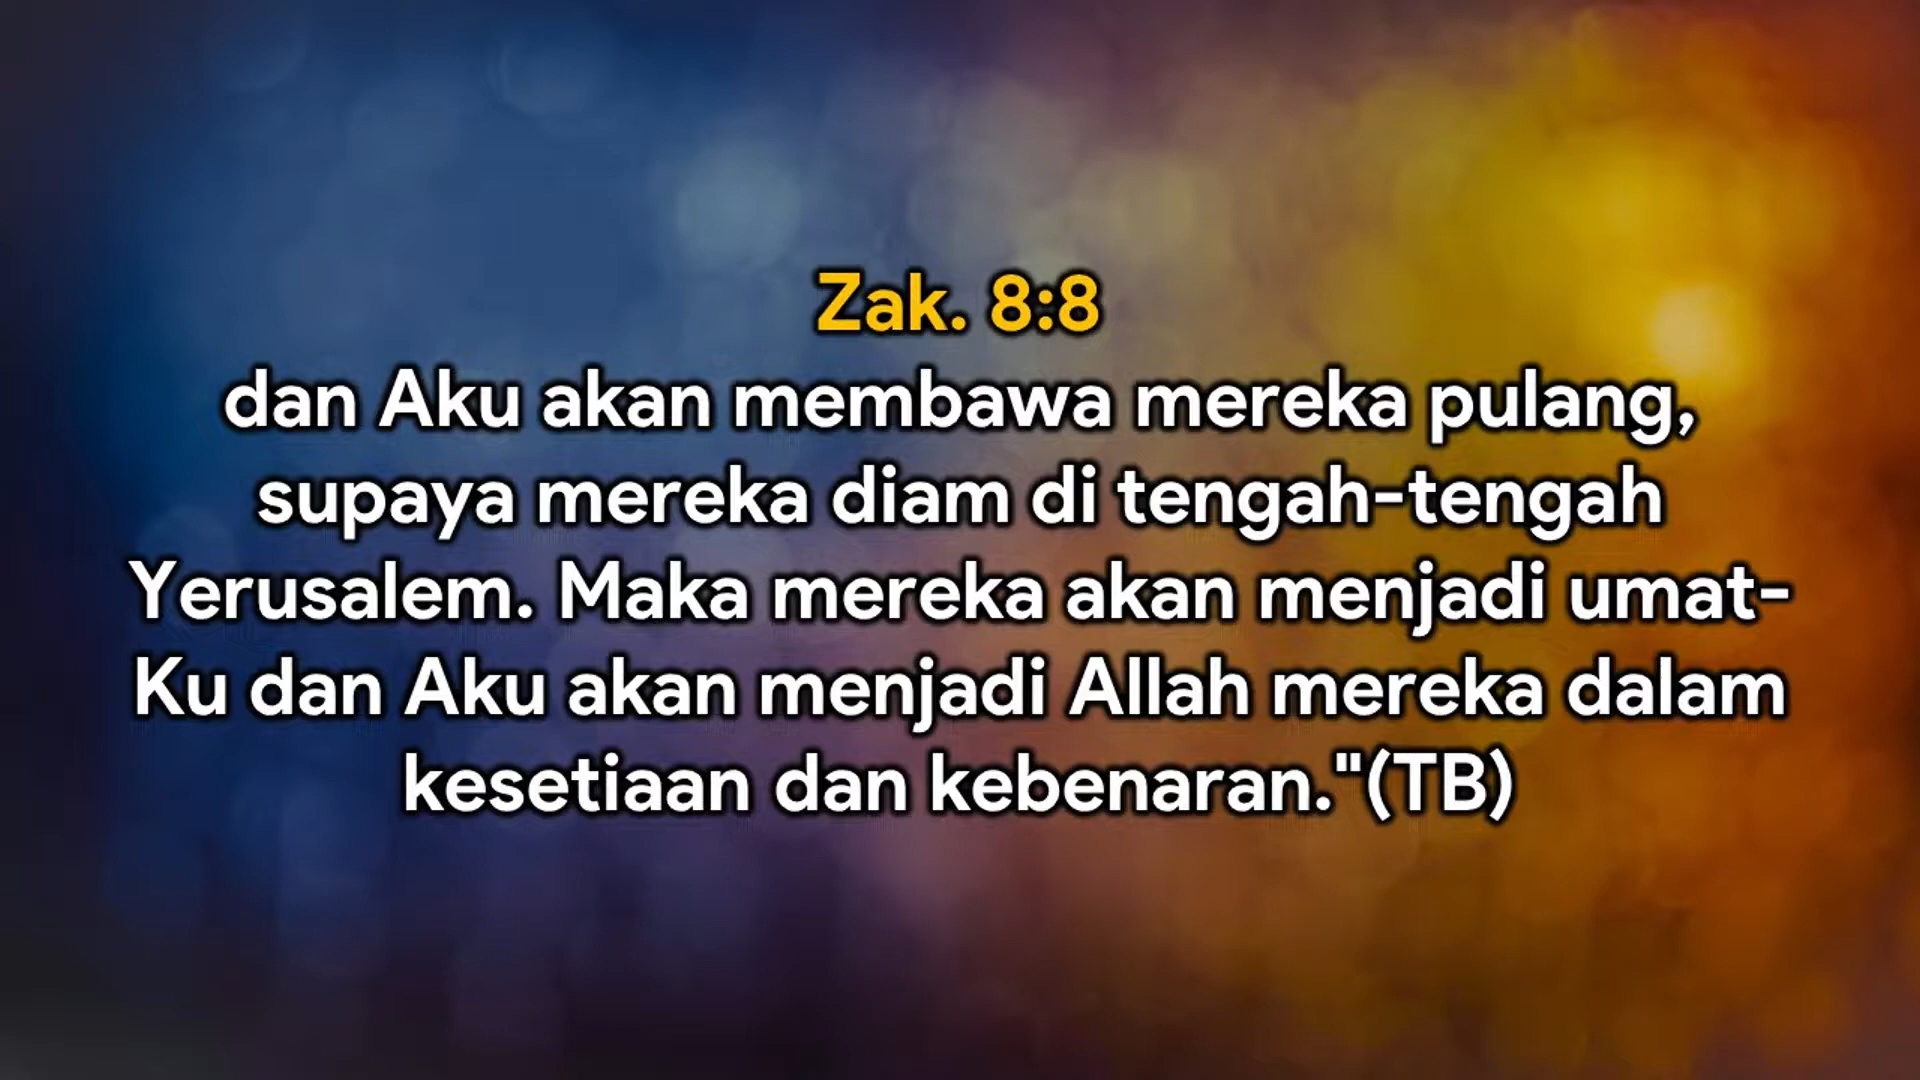 Zak. 8:8
dan Aku akan membawa mereka pulang,
supaya mereka diam di tengah-tengah
Yerusalem. Maka mereka akan menjadi umat-
Ku dan Aku akan menjadi Allah mereka dalam
kesetiaan dan kebenaran."(TB)